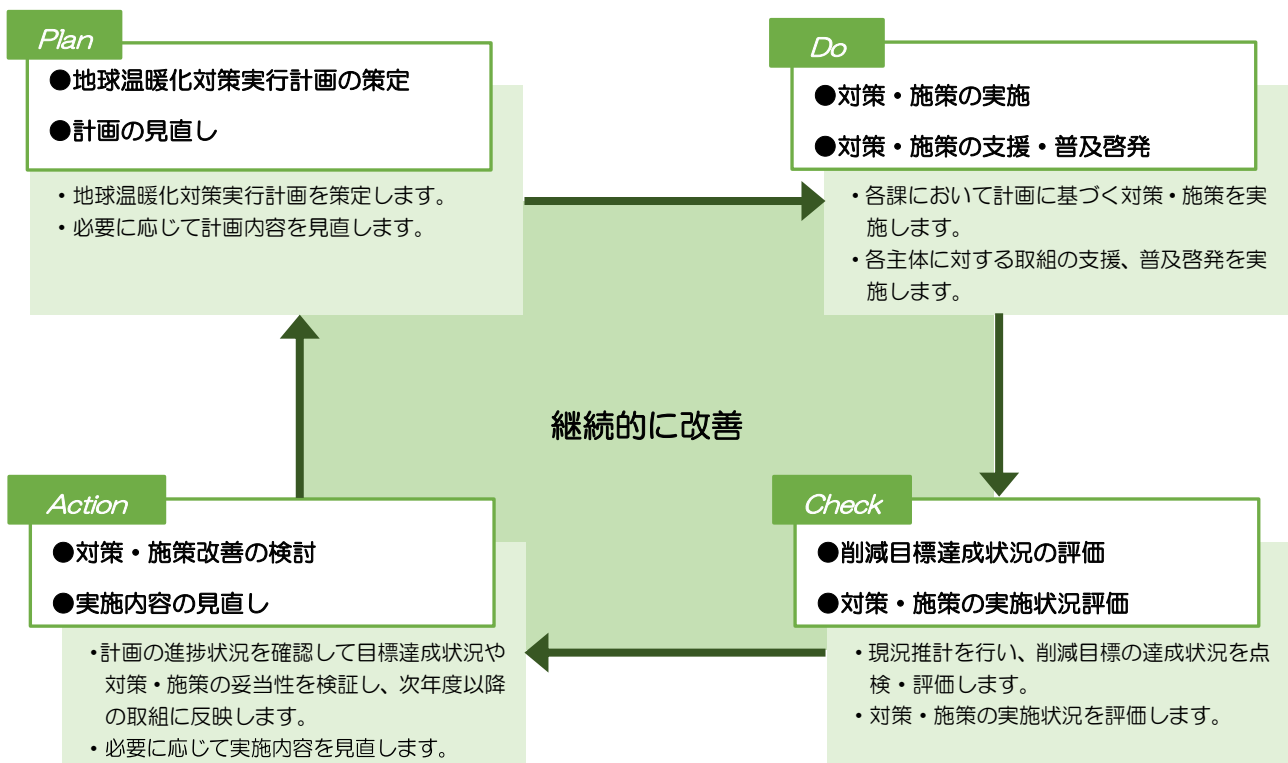 Plan
●地球温暖化対策実行計画の策定
●計画の見直し
・地球温暖化対策実行計画を策定します。
・必要に応じて計画内容を見直します。
Do
●対策・施策の実施
●対策・施策の支援・普及啓発
・各課において計画に基づく対策・施策を実
施します。
・各主体に対する取組の支援、普及啓発を実
施します。
継続的に改善
Action
●対策・施策改善の検討
●実施内容の見直し
・計画の進捗状況を確認して目標達成状況や
対策・施策の妥当性を検証し、次年度以降
の取組に反映します。
・必要に応じて実施内容を見直します。
Check
●削減目標達成状況の評価
●対策・施策の実施状況評価
・現況推計を行い、削減目標の達成状況を点
検・評価します。
・対策・施策の実施状況を評価します。